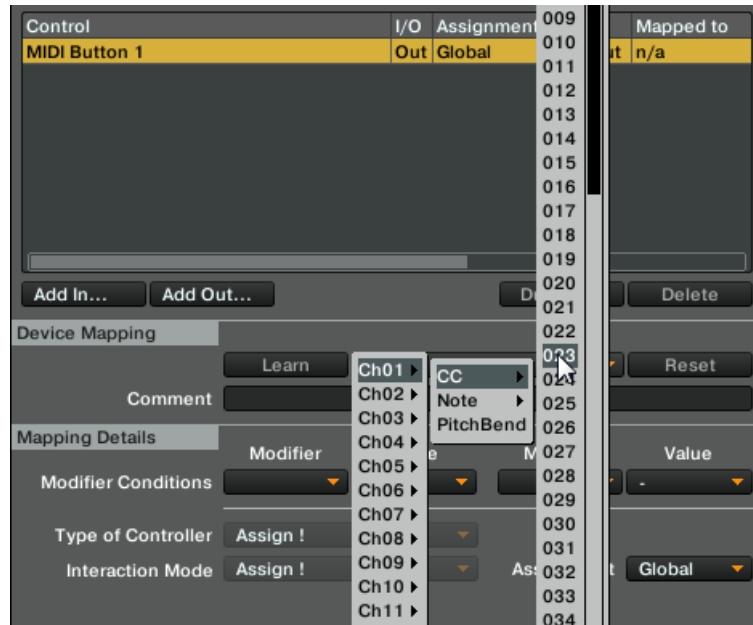 Control I/O Assignment Mapped to
MIDI Button 1 Out Global n/a
009
010
011
012
013
014
015
016
017
018
019
020
021
022
023
024
025
026
027
028
029
030
031
032
033
034
Add In... Add Out... Delete
Device Mapping
Learn Reset
Comment
Ch01
Ch02
Ch03
Ch04
Ch05
Ch06
Ch07
Ch08
Ch09
Ch10
Ch11
CC
Note
PitchBend
Mapping Details
Modifier Value
Modifier Conditions -
Type of Controller Assign !
Interaction Mode Assign ! Global